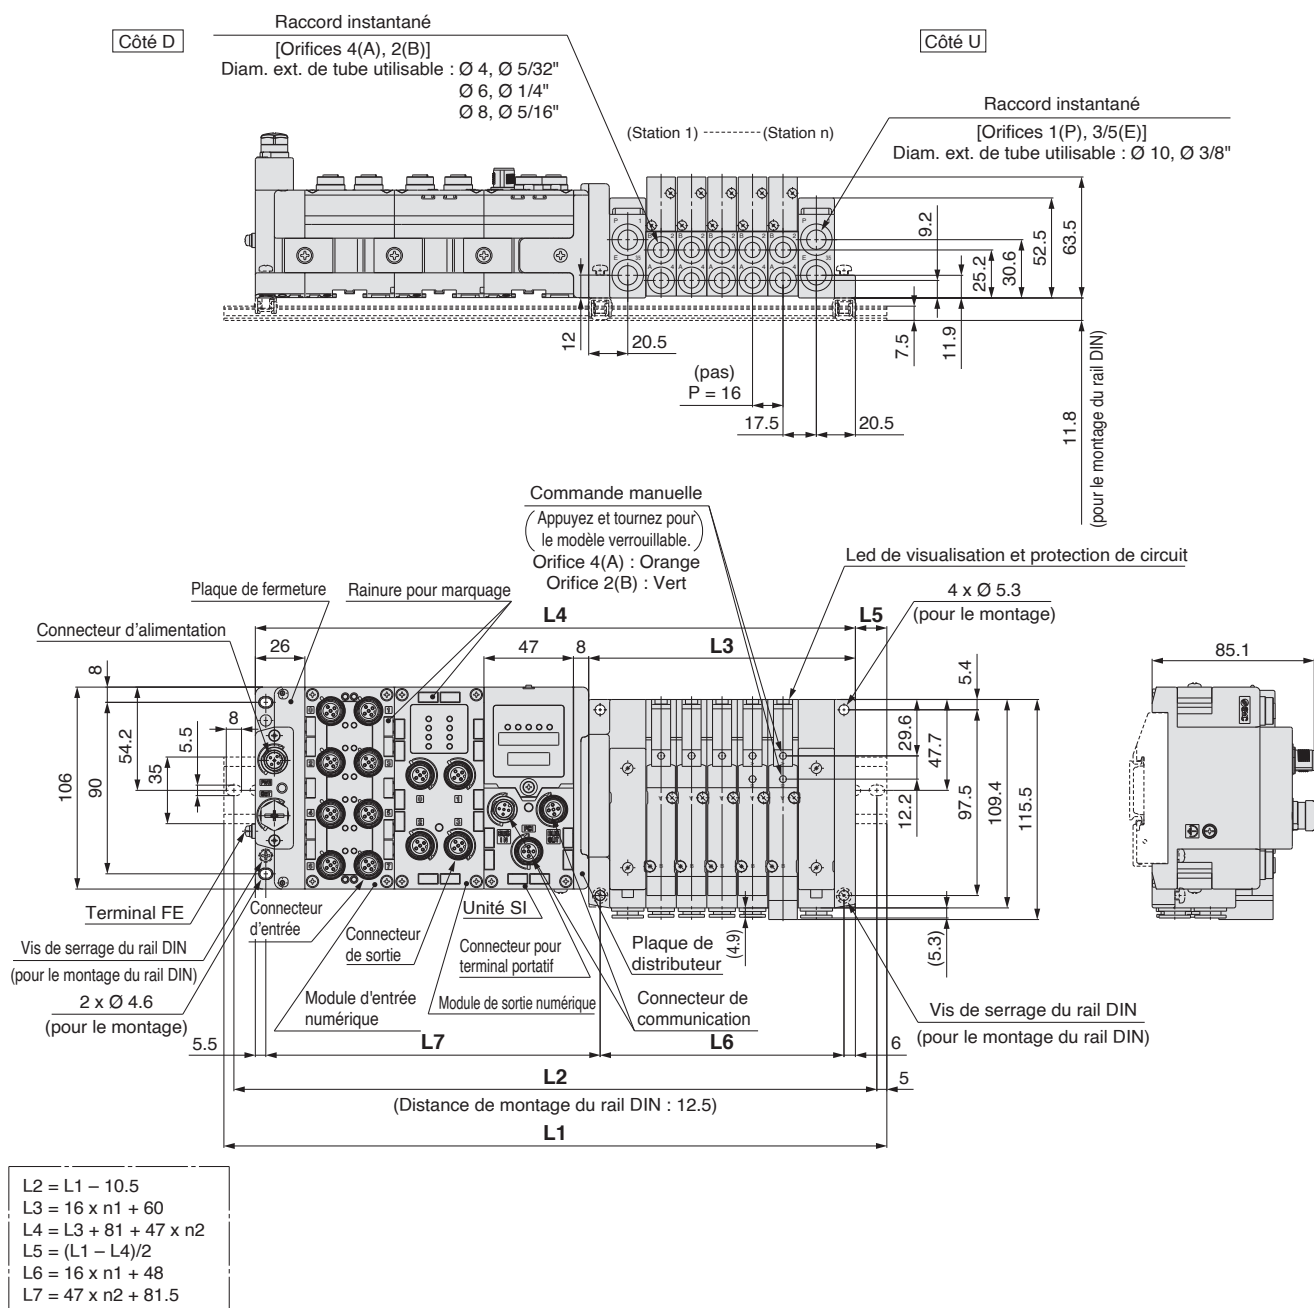 Côté D
Raccord instantané
[Orifices 4(A), 2(B)]
Diam. ext. de tube utilisable : Ø 4, Ø 5/32"
Ø 6, Ø 1/4"
Ø 8, Ø 5/16"
Côté U
Raccord instantané
[Orifices 1(P), 3/5(E)]
Diam. ext. de tube utilisable : Ø 10, Ø 3/8"
(Station 1) (Station n)
9.2
25.2
30.6
52.5
63.5
12
20.5
7.5
11.9
(pas)
P = 16
17.5
20.5
11.8
(pour le montage du rail DIN)
Commande manuelle
(Appuyez et tournez pour
le modèle verrouillable.)
Orifice 4(A) : Orange
Orifice 2(B) : Vert
Led de visualisation et protection de circuit
4 x Ø 5.3
(pour le montage)
Plaque de fermeture
Rainure pour marquage
Connecteur d'alimentation
L4
L5
26
47
8
L3
8
5.4
85.1
106
90
54.2
35
5.5
8
29.6
47.7
12.2
97.5
109.4
115.5
Terminal FE
Vis de serrage du rail DIN
(pour le montage du rail DIN)
2 x Ø 4.6
(pour le montage)
Connecteur
d'entrée
Connecteur
de sortie
Module d'entrée
numérique
Unité SI
Connecteur pour
terminal portatif
Module de sortie numérique
Plaque de
distributeur
Connecteur de
communication
(4.9)
(5.3)
Vis de serrage du rail DIN
(pour le montage du rail DIN)
5.5
L7
L6
6
L2
5
(Distance de montage du rail DIN : 12.5)
L1
L2 = L1 – 10.5
L3 = 16 x n1 + 60
L4 = L3 + 81 + 47 x n2
L5 = (L1 – L4)/2
L6 = 16 x n1 + 48
L7 = 47 x n2 + 81.5